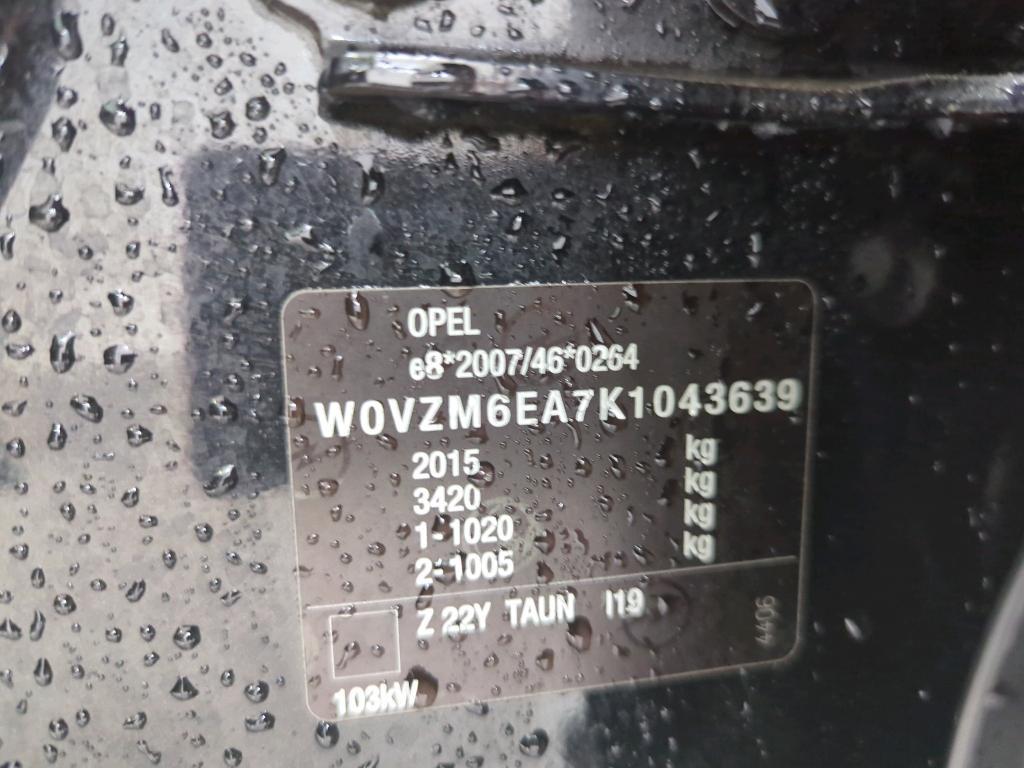 OPEL
e8*2007/46*0264
W0VZM6EA7K1043639
2015 kg
3420 kg
1-1020 kg
2-1005 kg
Z 22Y TAUN I19
4406
103kW